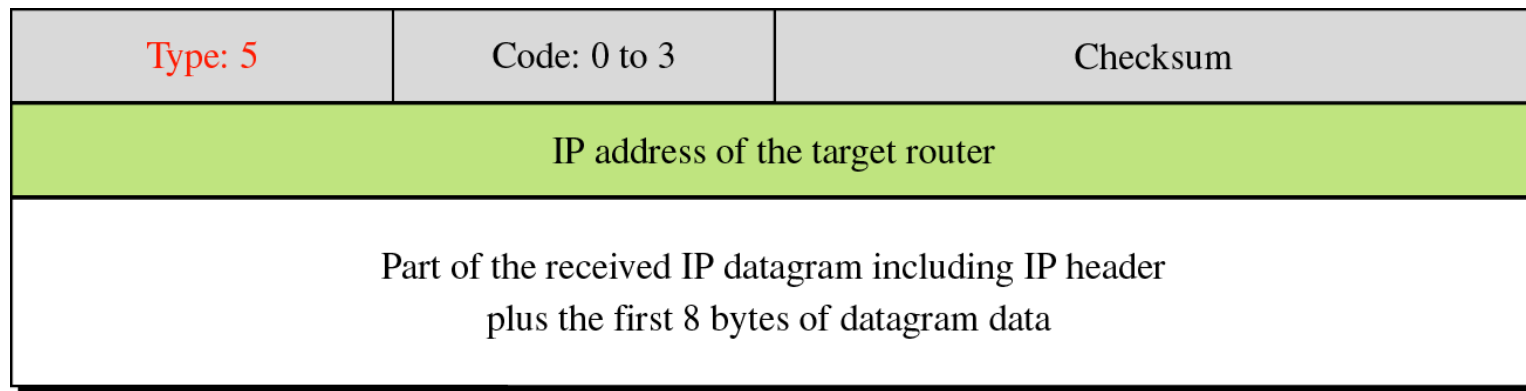 Type: 5
Code: 0 to 3
Checksum
IP address of the target router
Part of the received IP datagram including IP header
plus the first 8 bytes of datagram data